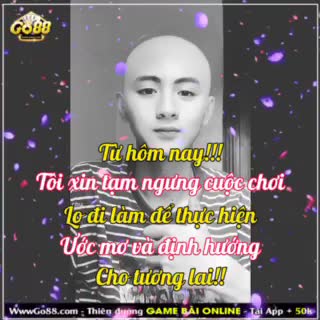 GO88
Từ hôm nay!!!
Tôi xin tạm ngưng cuộc chơi
Lo đi làm để thực hiện
Ước mơ và định hướng
Cho tương lai!!
WwwGo88.com - Thiên đường GAME BÀI ONLINE - Tải App + 50k